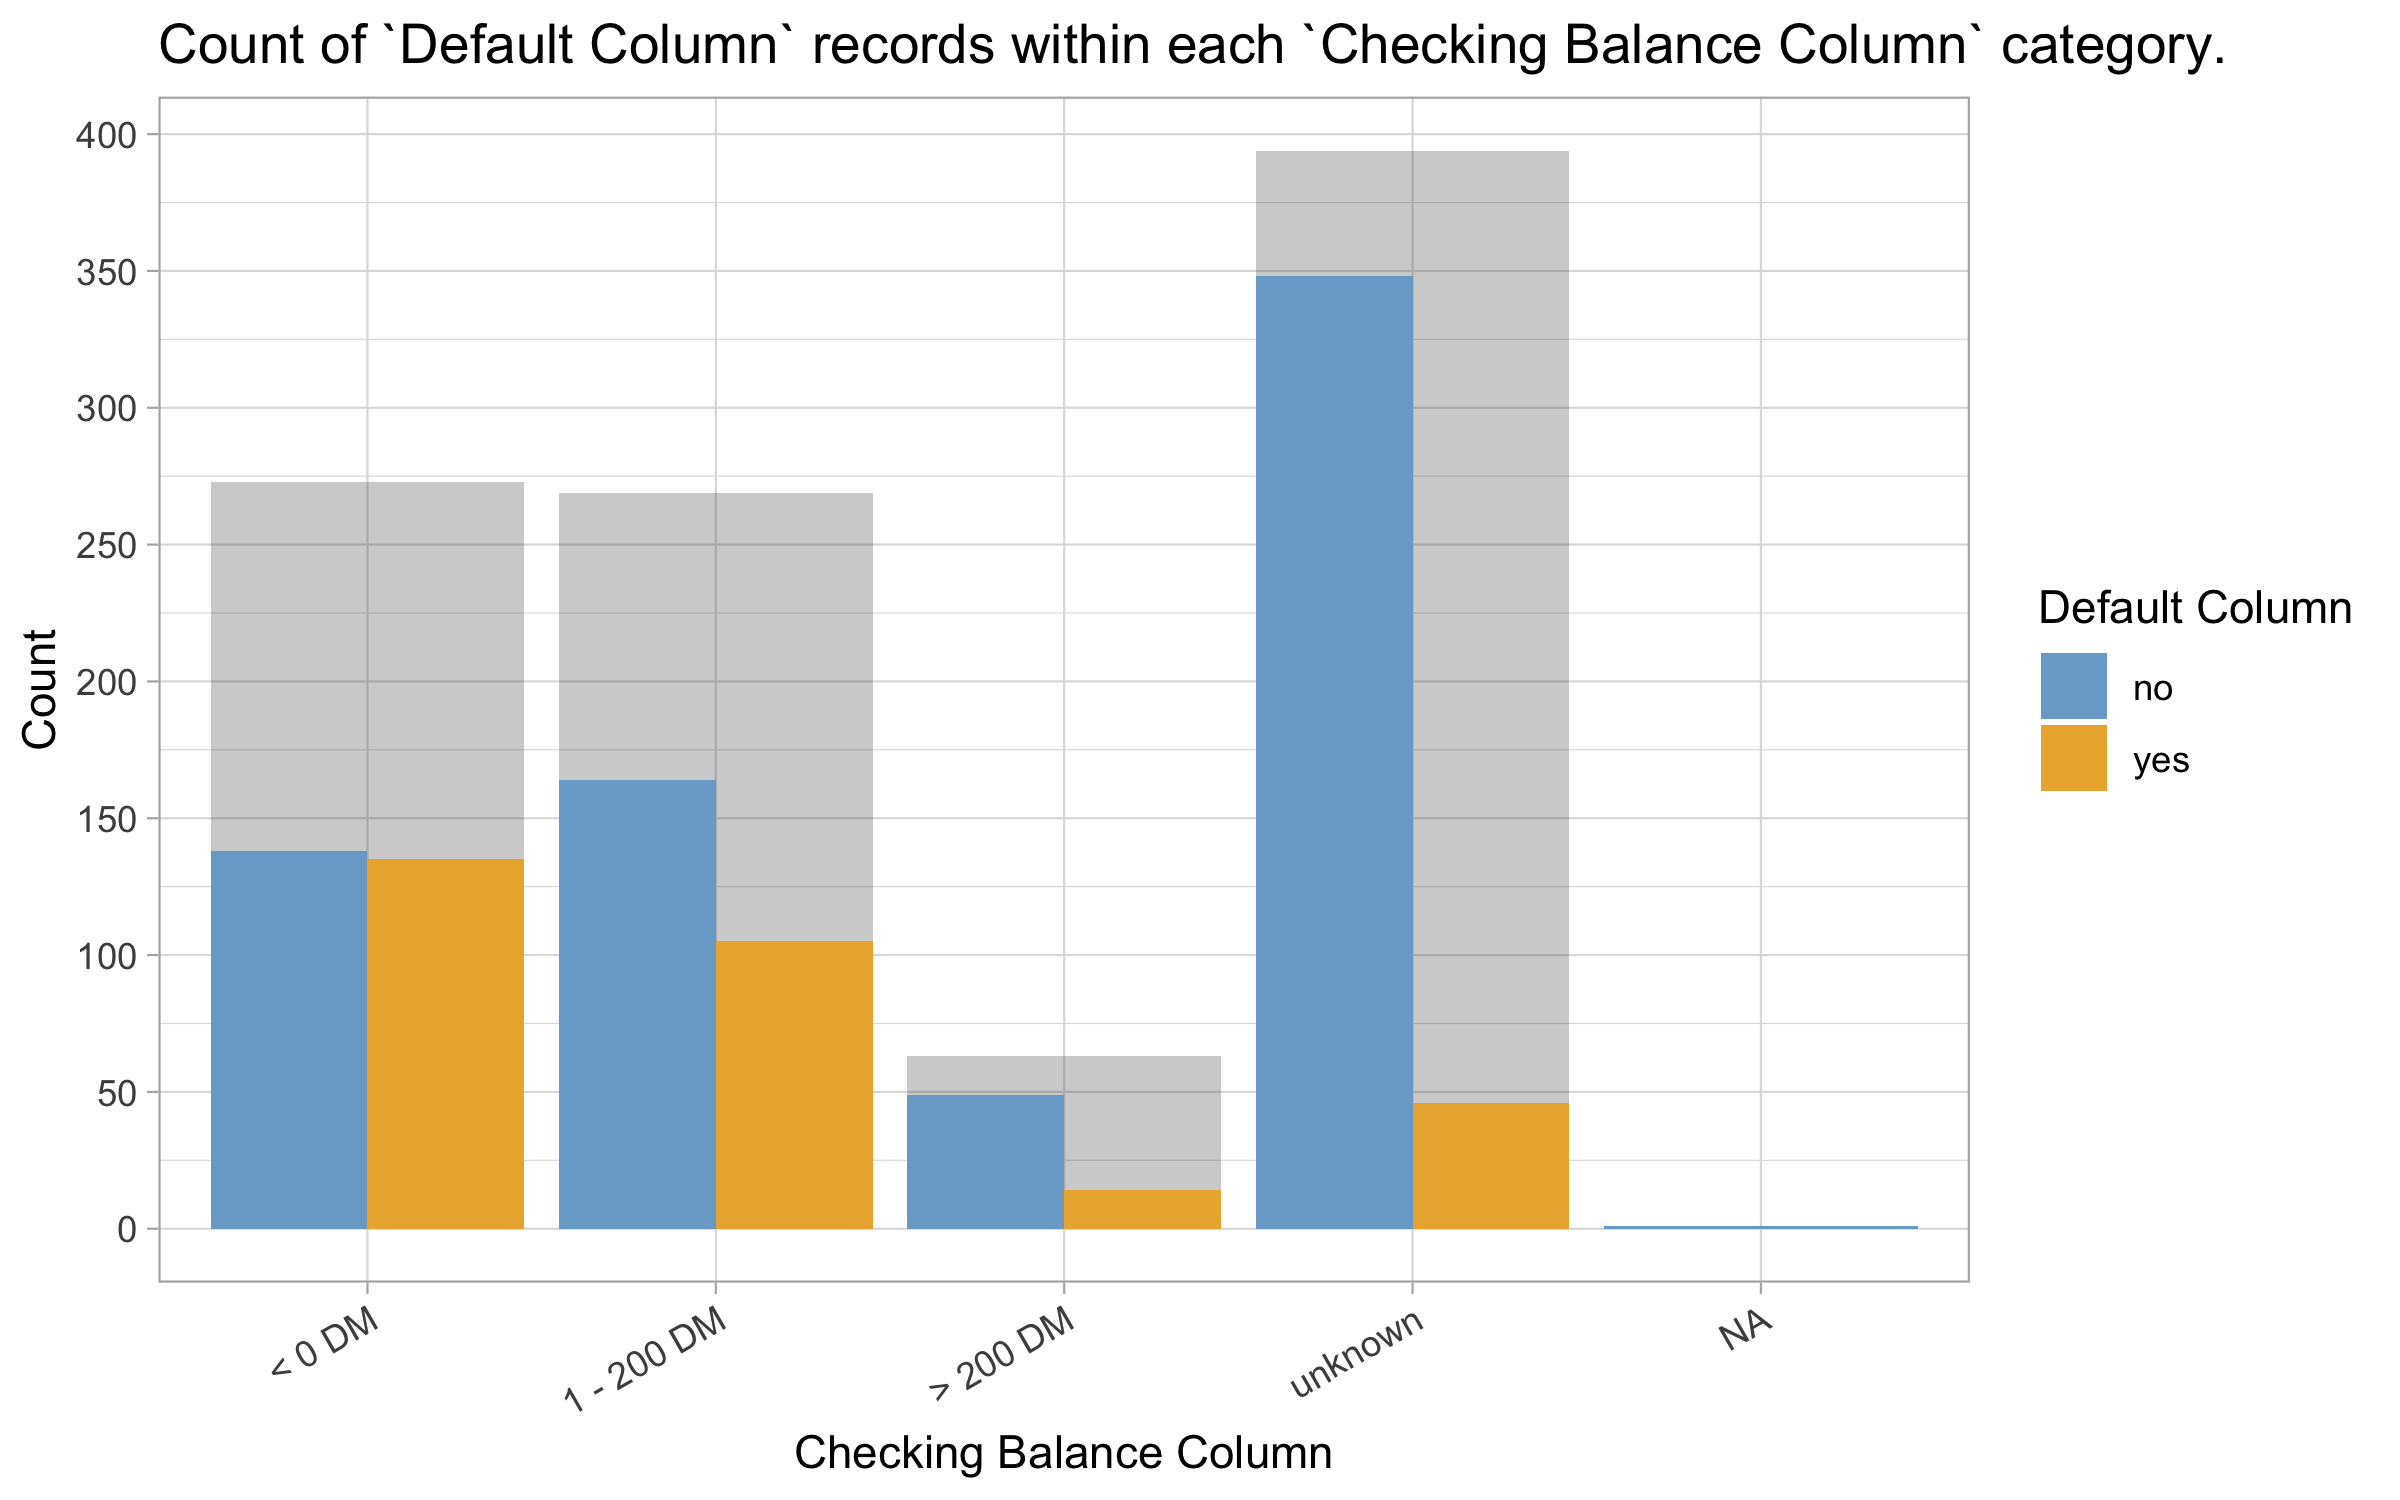 Count of `Default Column` records within each `Checking Balance Column` category.
400
350
300
250
200
150
100
50
0
Count
< 0 DM
1 - 200 DM
> 200 DM
unknown
NA
Checking Balance Column
Default Column
no
yes